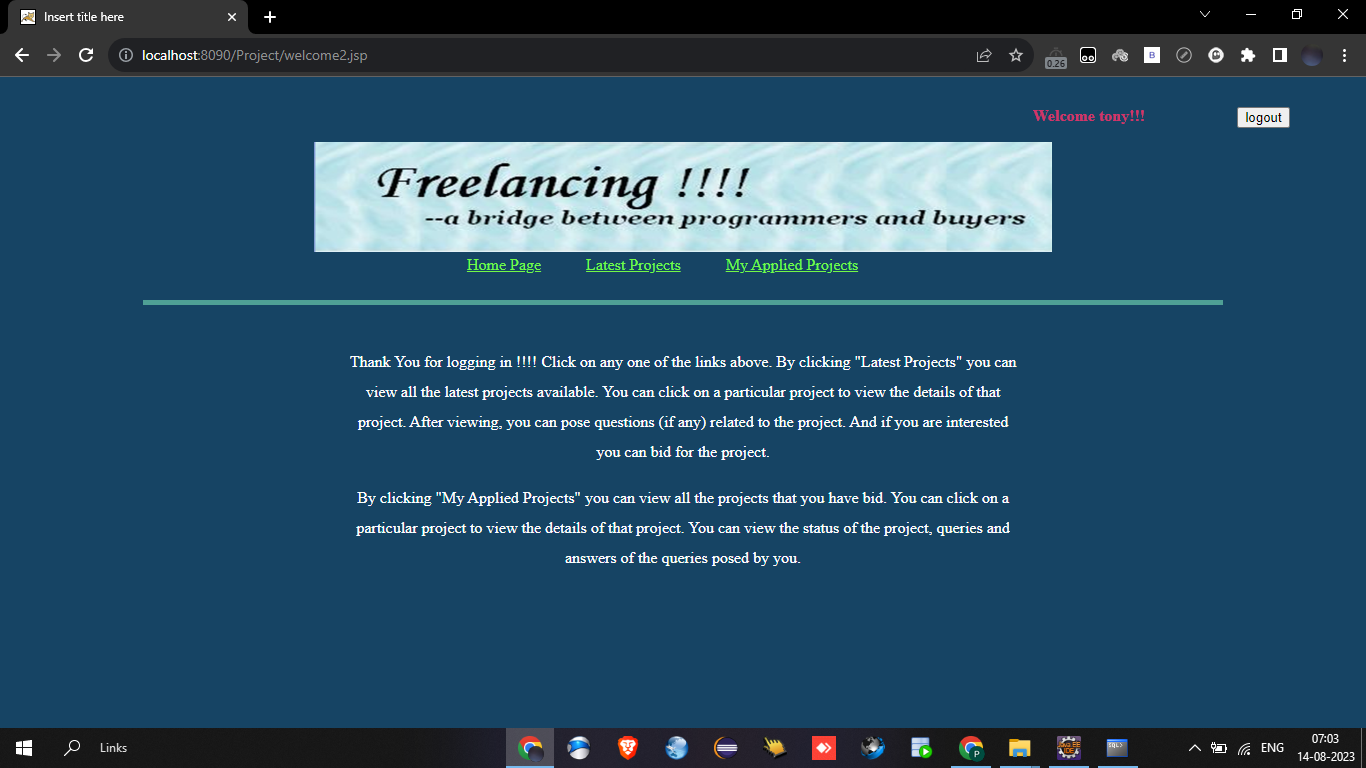 Insert title here
localhost:8090/Project/welcome2.jsp
0.26
B
Welcome tony!!!
logout
Freelancing !!!!
--a bridge between programmers and buyers
Home Page
Latest Projects
My Applied Projects
Thank You for logging in !!!! Click on any one of the links above. By clicking "Latest Projects" you can
view all the latest projects available. You can click on a particular project to view the details of that
project. After viewing, you can pose questions (if any) related to the project. And if you are interested
you can bid for the project.
By clicking "My Applied Projects" you can view all the projects that you have bid. You can click on a
particular project to view the details of that project. You can view the status of the project, queries and
answers of the queries posed by you.
Links
P
SQL>
ENG
07:03
14-08-2023